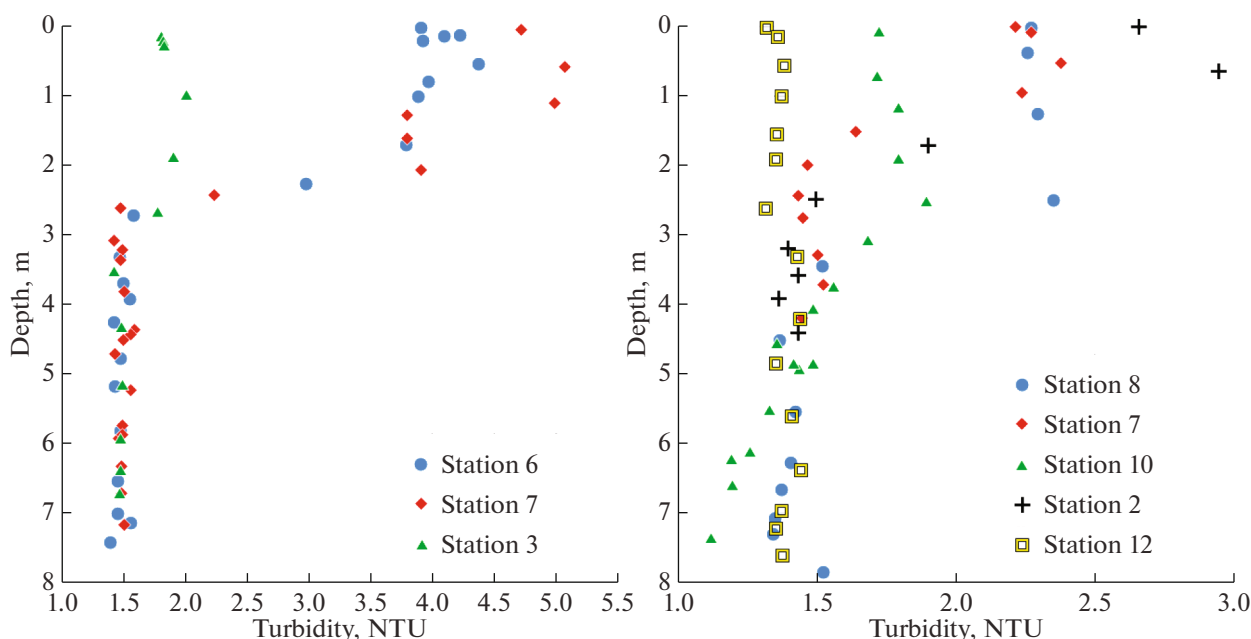 0
1
2
3
4
5
6
7
8
Depth, m
1.0 1.5 2.0 2.5 3.0 3.5 4.0 4.5 5.0 5.5
Turbidity, NTU
Station 6
Station 7
Station 3
0
1
2
3
4
5
6
7
8
Depth, m
1.0 1.5 2.0 2.5 3.0
Turbidity, NTU
Station 8
Station 7
Station 10
Station 2
Station 12